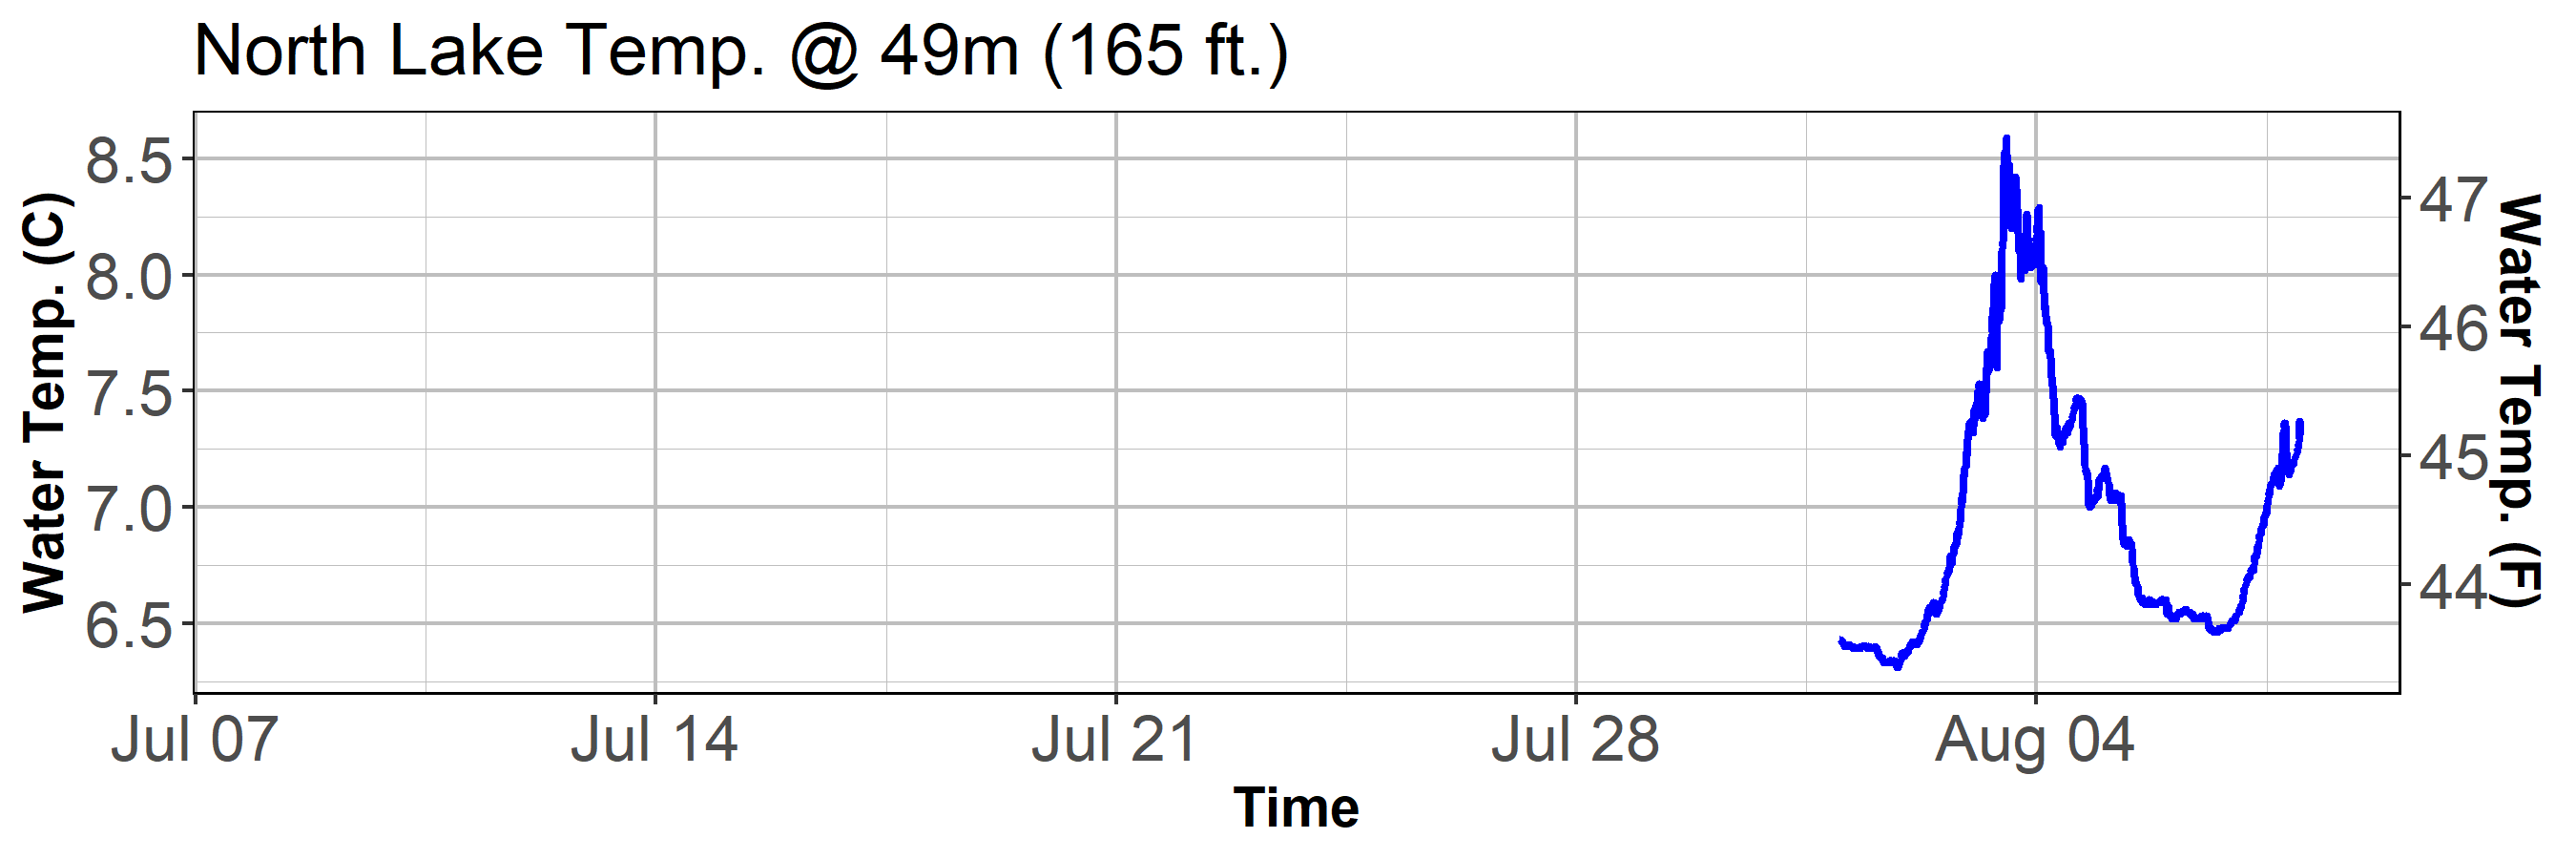 North Lake Temp. @ 49m (165 ft.)
Water Temp. (C)
8.5
8.0
7.5
7.0
6.5
47
46
45
44
Water Temp. (F)
Jul 07 Jul 14 Jul 21 Jul 28 Aug 04
Time